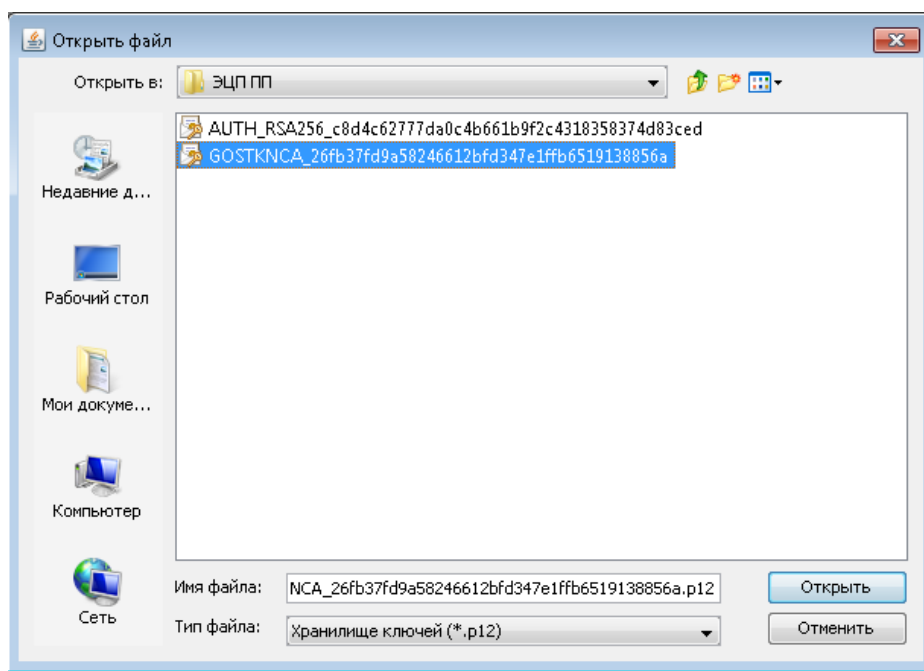 Открыть файл
Открыть в:
ЭЦП ПП
AUTH_RSA256_c8d4c62777da0c4b661b9f2c4318358374d83ced
GOSTKNCA_26fb37fd9a58246612bfd347e1ffb6519138856a
Недавние д...
Рабочий стол
Мои докуме...
Компьютер
Сеть
Имя файла:
NCA_26fb37fd9a58246612bfd347e1ffb6519138856a.p12
Открыть
Тип файла:
Хранилище ключей (*.p12)
Отменить